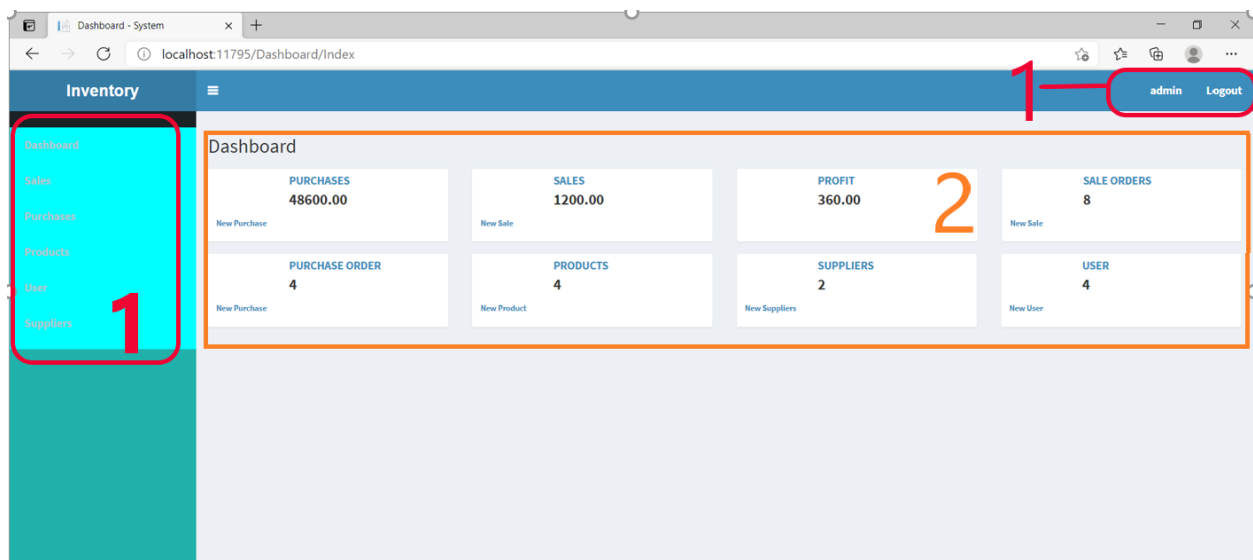 Dashboard - System
localhost:11795/Dashboard/Index
Inventory
admin Logout
1
Dashboard
Sales
Purchases
Products
User
Suppliers
1
Dashboard
PURCHASES
48600.00
New Purchase
SALES
1200.00
New Sale
PROFIT
360.00
2
SALE ORDERS
8
New Sale
PURCHASE ORDER
4
New Purchase
PRODUCTS
4
New Product
SUPPLIERS
2
New Suppliers
USER
4
New User